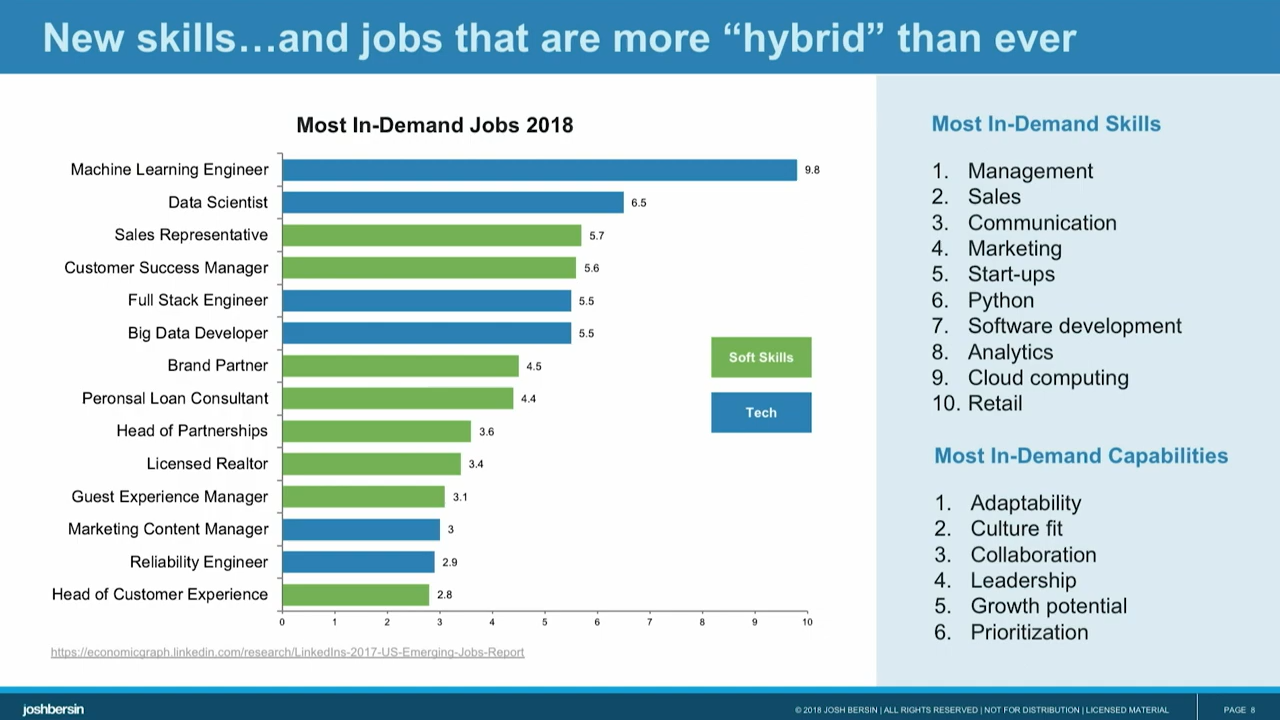 New skills…and jobs that are more “hybrid” than ever
Most In-Demand Jobs 2018
Machine Learning Engineer 9.8
Data Scientist 6.5
Sales Representative 5.7
Customer Success Manager 5.6
Full Stack Engineer 5.5
Big Data Developer 5.5
Brand Partner 4.5
Peronsal Loan Consultant 4.4
Head of Partnerships 3.6
Licensed Realtor 3.4
Guest Experience Manager 3.1
Marketing Content Manager 3
Reliability Engineer 2.9
Head of Customer Experience 2.8
0 1 2 3 4 5 6 7 8 9 10
Soft Skills
Tech
https://economicgraph.linkedin.com/research/LinkedIns-2017-US-Emerging-Jobs-Report
Most In-Demand Skills
1. Management
2. Sales
3. Communication
4. Marketing
5. Start-ups
6. Python
7. Software development
8. Analytics
9. Cloud computing
10. Retail
Most In-Demand Capabilities
1. Adaptability
2. Culture fit
3. Collaboration
4. Leadership
5. Growth potential
6. Prioritization
joshbersin
© 2018 JOSH BERSIN | ALL RIGHTS RESERVED | NOT FOR DISTRIBUTION | LICENSED MATERIAL
PAGE 8